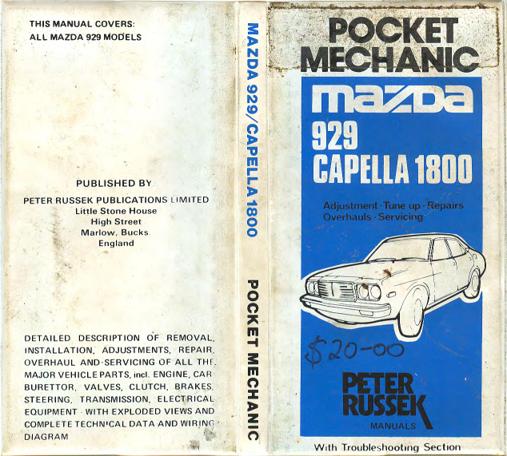 THIS MANUAL COVERS:
ALL MAZDA 929 MODELS
PUBLISHED BY
PETER RUSSEK PUBLICATIONS LIMITED
Little Stone House
High Street
Marlow, Bucks.
England
DETAILED DESCRIPTION OF REMOVAL,
INSTALLATION, ADJUSTMENTS, REPAIR,
OVERHAUL AND SERVICING OF ALL THE
MAJOR VEHICLE PARTS, incl. ENGINE, CAR
BURETTOR, VALVES, CLUTCH, BRAKES,
STEERING, TRANSMISSION, ELECTRICAL
EQUIPMENT · WITH EXPLODED VIEWS AND
COMPLETE TECHNICAL DATA AND WIRING
DIAGRAM
MAZDA 929/CAPELLA 1800 POCKET MECHANIC
POCKET
MECHANIC
mazda
929
CAPELLA 1800
Adjustment · Tune up · Repairs
Overhauls · Servicing
$20-00
PETER
RUSSEK
MANUALS
With Troubleshooting Section